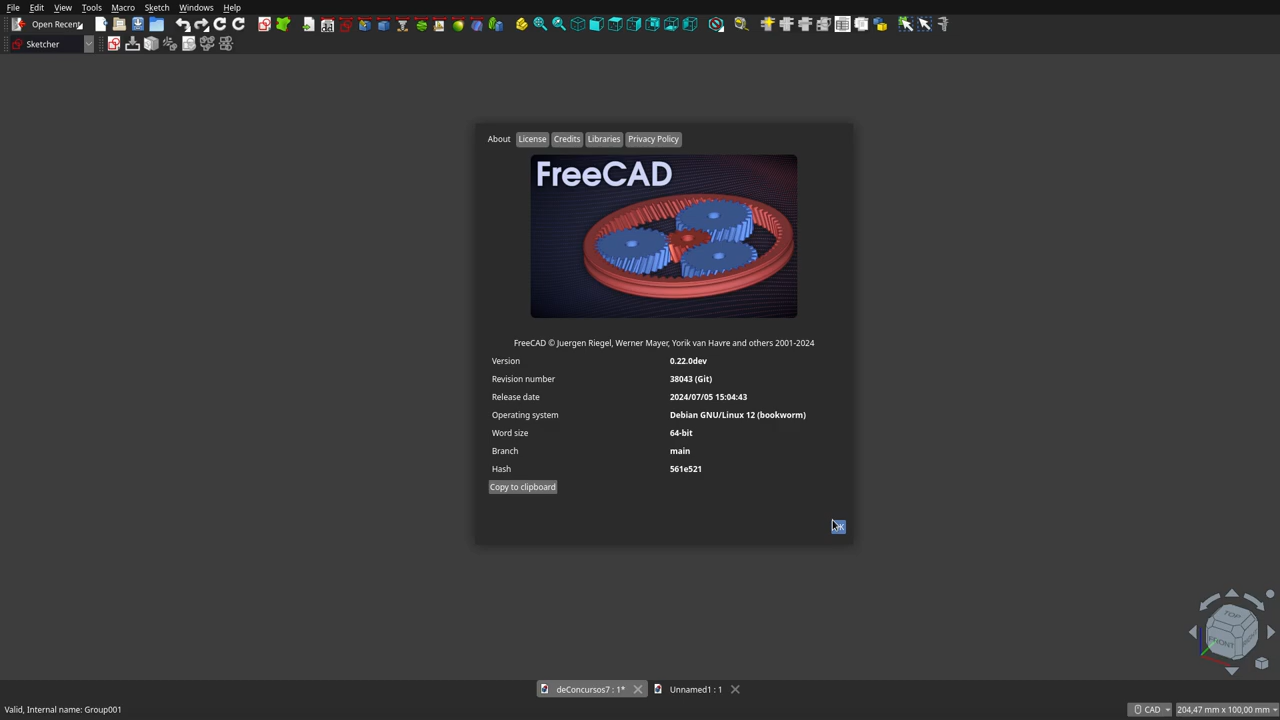 File Edit View Tools Macro Sketch Windows Help
Open Recent
Sketcher
About License Credits Libraries Privacy Policy
FreeCAD
FreeCAD © Juergen Riegel, Werner Mayer, Yorik van Havre and others 2001-2024
Version 0.22.0dev
Revision number 38043 (Git)
Release date 2024/07/05 15:04:43
Operating system Debian GNU/Linux 12 (bookworm)
Word size 64-bit
Branch main
Hash 561e521
Copy to clipboard
TOP
FRONT
deConcursos7 : 1* Unnamed1 : 1
Valid, Internal name: Group001 CAD 204,47 mm x 100,00 mm